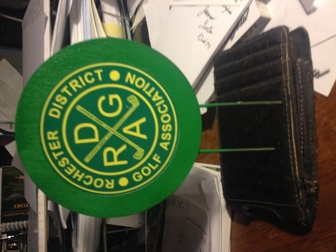 ROCHESTER DISTRICT
GOLF ASSOCIATION
D G
R A